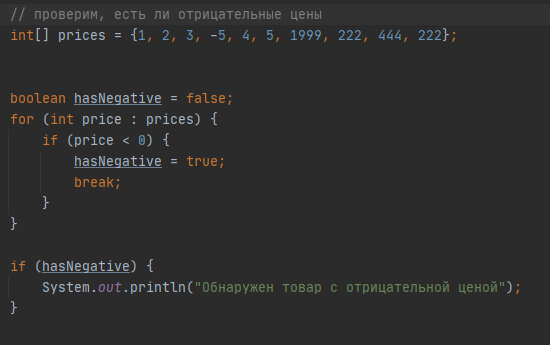 // проверим, есть ли отрицательные цены
int[] prices = {1, 2, 3, -5, 4, 5, 1999, 222, 444, 222};
boolean hasNegative = false;
for (int price : prices) {
if (price < 0) {
hasNegative = true;
break;
}
}
if (hasNegative) {
System.out.println("Обнаружен товар с отрицательной ценой");
}